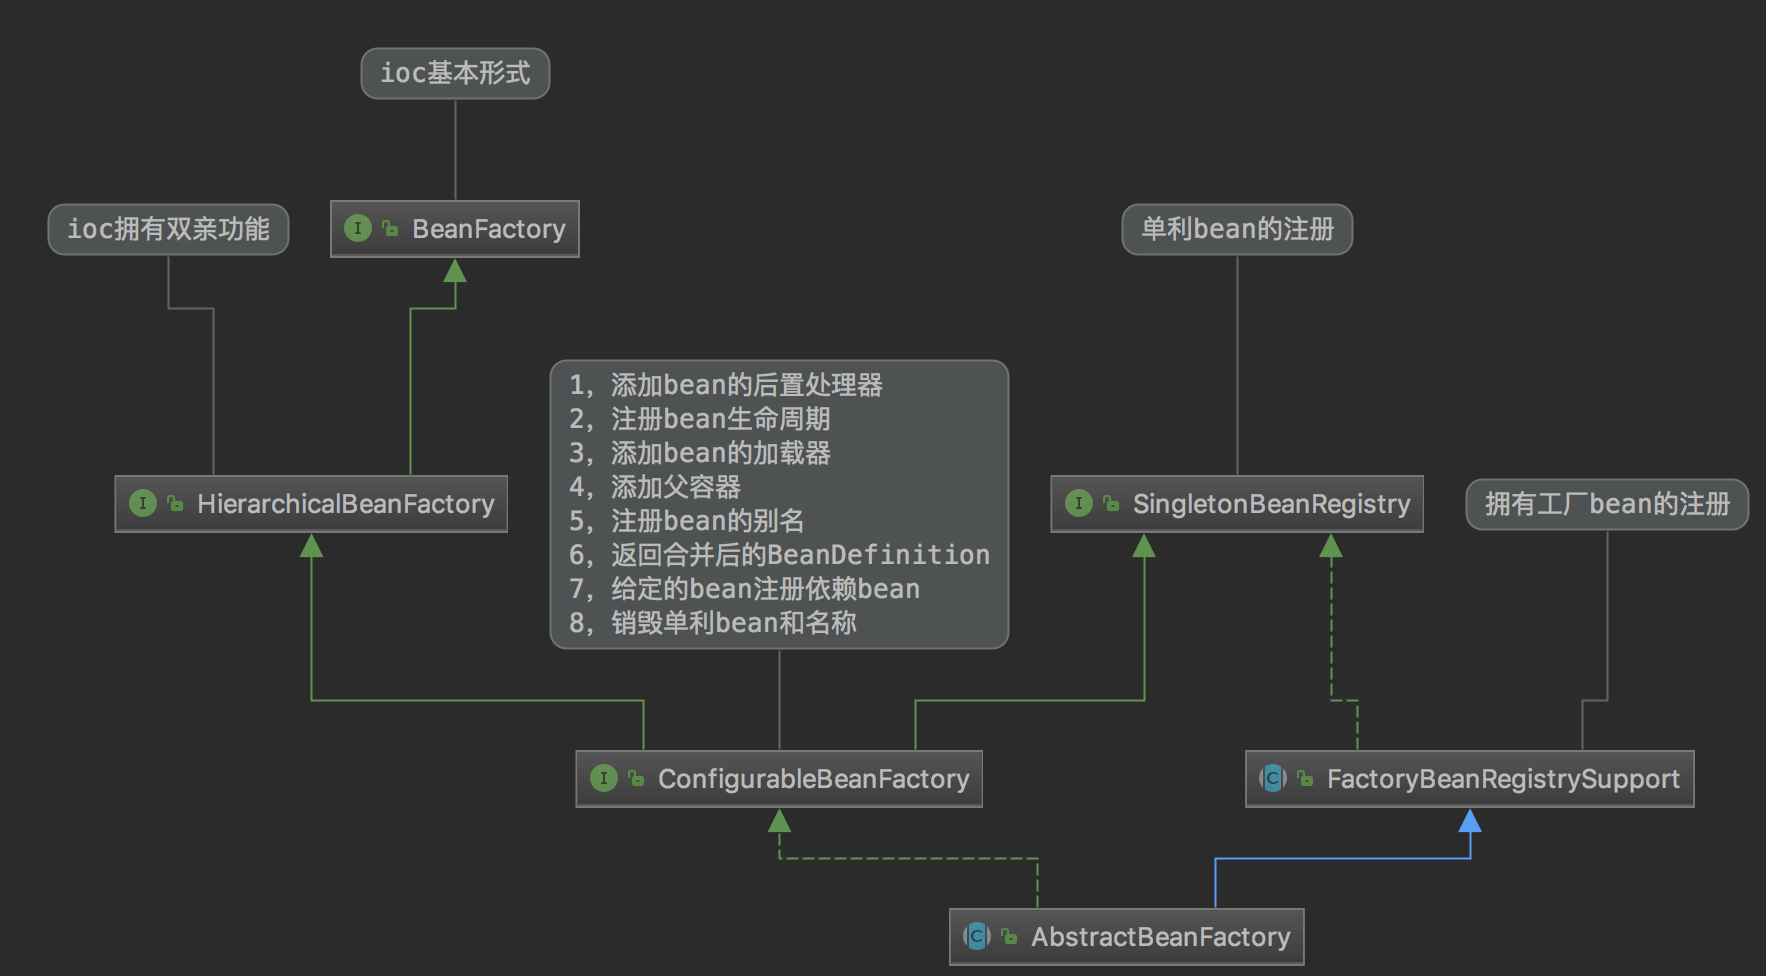 ioc基本形式
ioc拥有双亲功能
BeanFactory
单利bean的注册
1，添加bean的后置处理器
2，注册bean生命周期
3，添加bean的加载器
4，添加父容器
5，注册bean的别名
6，返回合并后的BeanDefinition
7，给定的bean注册依赖bean
8，销毁单利bean和名称
I HierarchicalBeanFactory
I SingletonBeanRegistry
拥有工厂bean的注册
I ConfigurableBeanFactory
C FactoryBeanRegistrySupport
C AbstractBeanFactory